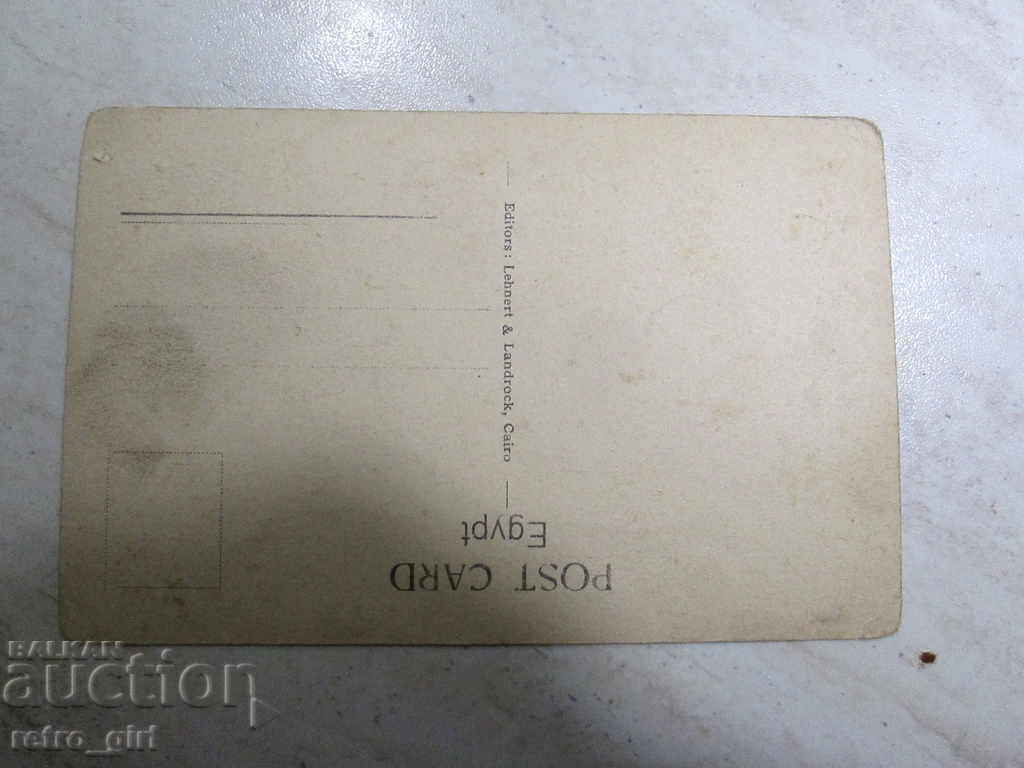 POST CARD
Egypt
Editors: Lehnert & Landrock, Cairo
BALKAN
auction
retro_girl